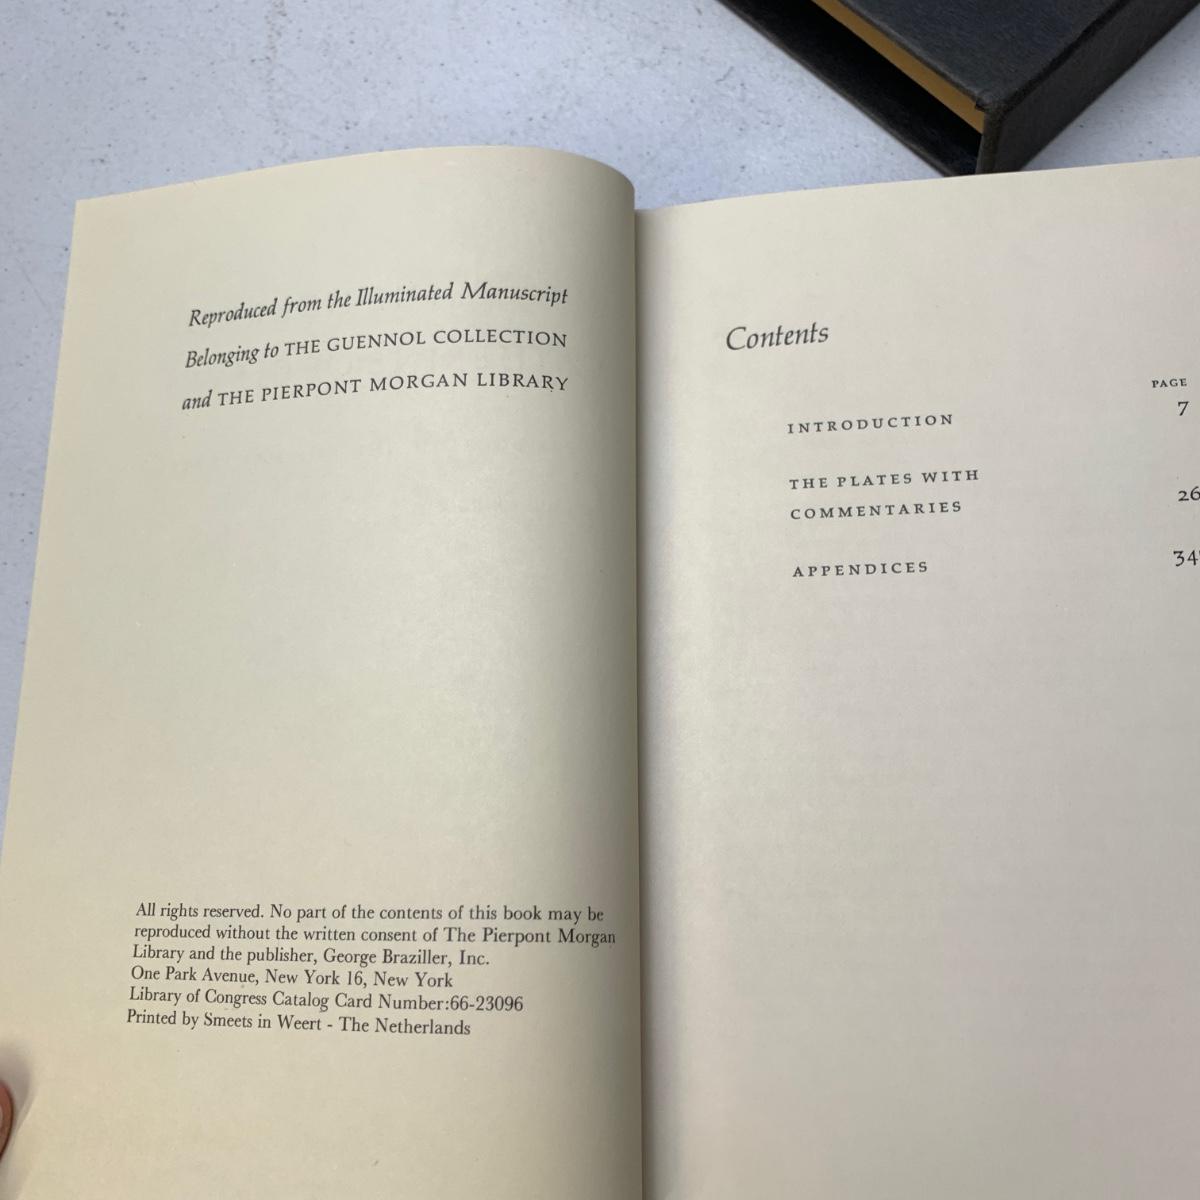 Reproduced from the Illuminated Manuscript
Belonging to THE GUENNOL COLLECTION
and THE PIERPONT MORGAN LIBRARY
All rights reserved. No part of the contents of this book may be
reproduced without the written consent of The Pierpont Morgan
Library and the publisher, George Braziller, Inc.
One Park Avenue, New York 16, New York
Library of Congress Catalog Card Number:66-23096
Printed by Smeets in Weert - The Netherlands
Contents
PAGE
INTRODUCTION 7
THE PLATES WITH
COMMENTARIES 26
APPENDICES